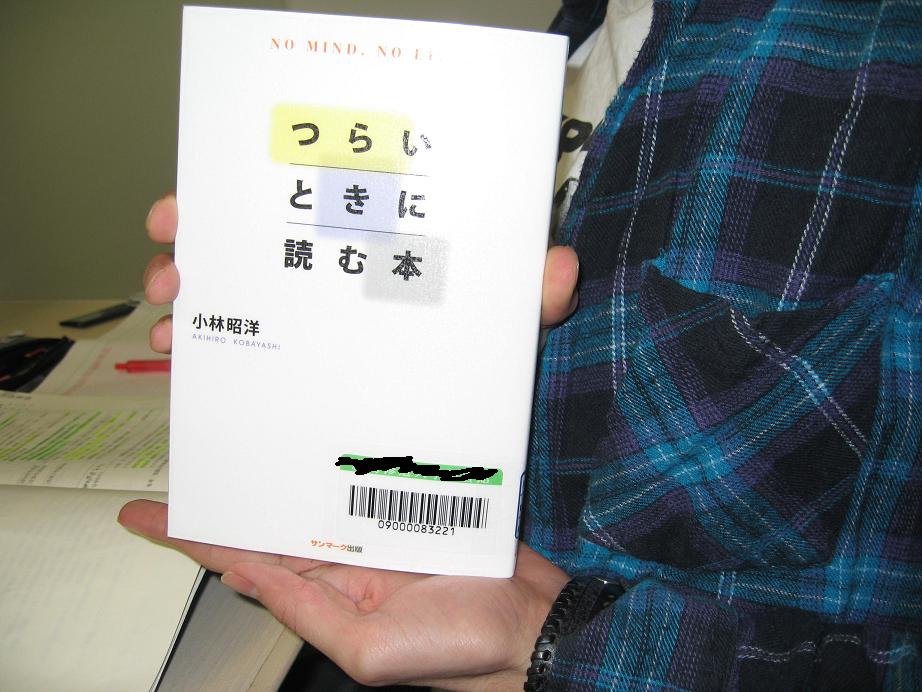 NO MIND, NO
つらい
ときに
読む本
小林昭洋
AKIHIRO KOBAYASHI
09000083221
サンマーク出版